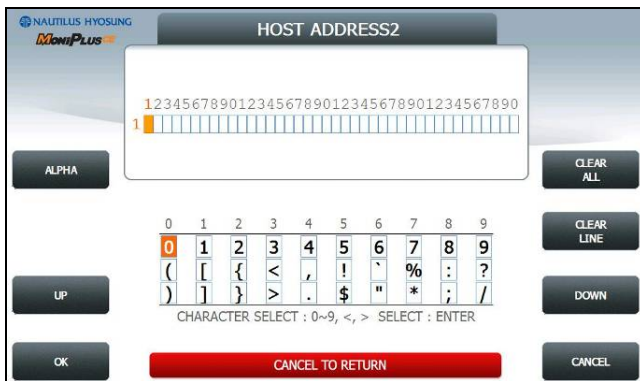 NAUTILUS HYOSUNG
MoniPlus CE
HOST ADDRESS2
1234567890123456789012345678901234567890
1
ALPHA
CLEAR ALL
0 1 2 3 4 5 6 7 8 9
0 1 2 3 4 5 6 7 8 9
( [ { < , ! ` % : ?
) ] } > . $ " * ; /
CLEAR LINE
CHARACTER SELECT : 0~9, <, > SELECT : ENTER
UP
DOWN
OK
CANCEL TO RETURN
CANCEL